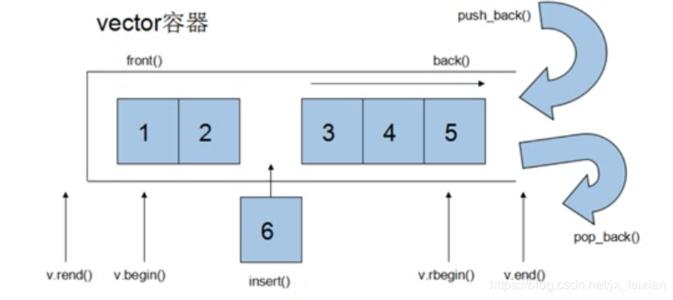 vector容器
push_back()
front()
back()
1 2 3 4 5
6
pop_back()
v.rend() v.begin() insert() v.rbegin() v.end()
https://blog.csdn.net/jx_feixian